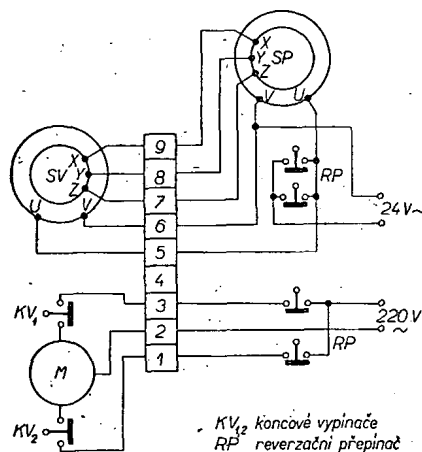 X
Y SP
Z
V U
9
X
8
SV Y
Z
7
RP
6
U V
24V~
5
4
KV₁
3
220 V
2
~
M
1
RP
KV₂
KV₁,₂ koncové vypínače
RP reverzační přepínač